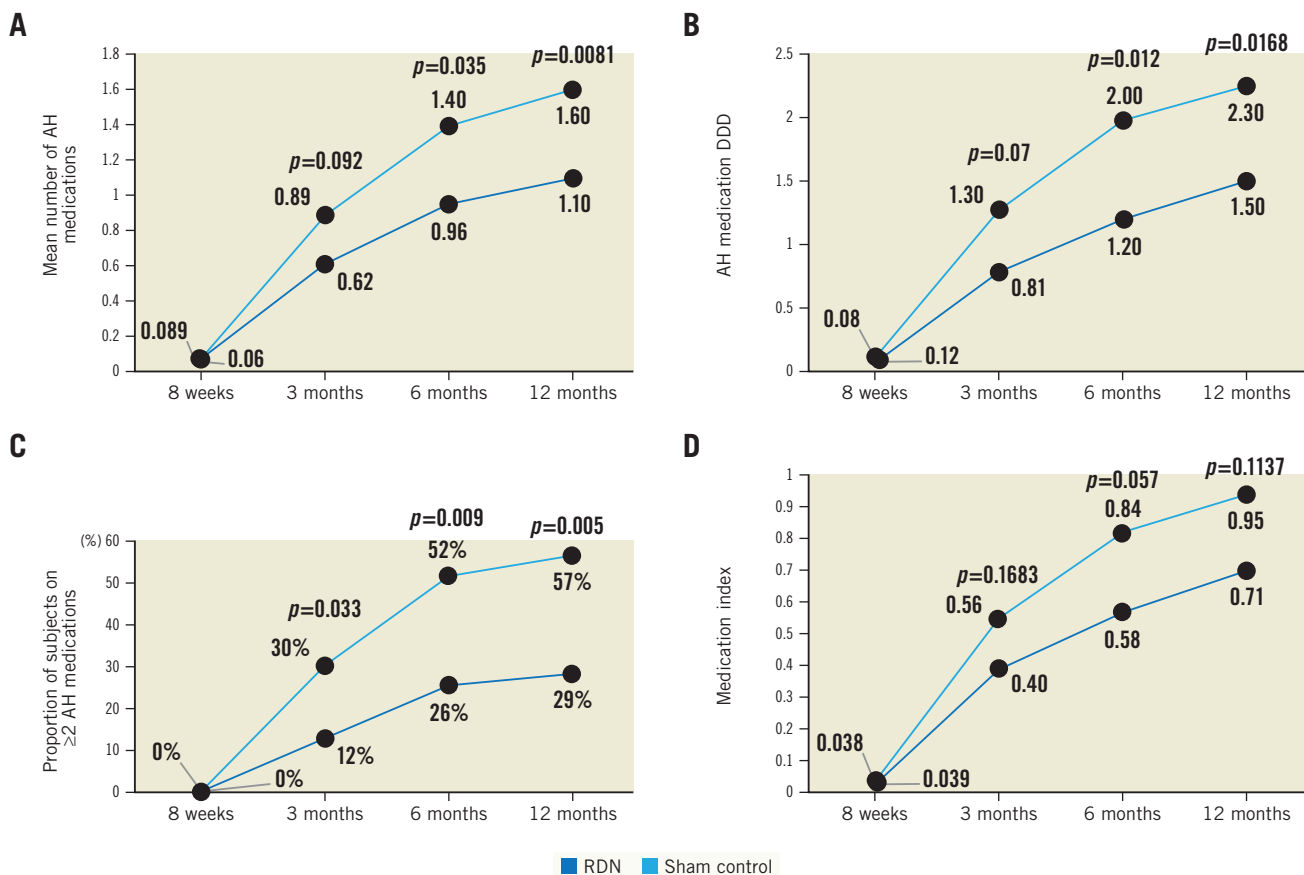 A
1.8
1.6
1.4
1.2
1
0.8
0.6
0.4
0.2
0
Mean number of AH
medications
p=0.092
p=0.035
p=0.0081
0.089
0.06
0.89
0.62
1.40
0.96
1.60
1.10
8 weeks
3 months
6 months
12 months
B
2.5
2
1.5
1
0.5
0
AH medication DDD
p=0.07
p=0.012
p=0.0168
0.08
0.12
1.30
0.81
2.00
1.20
2.30
1.50
8 weeks
3 months
6 months
12 months
C
(%)
60
50
40
30
20
10
0
Proportion of subjects on
≥2 AH medications
p=0.033
p=0.009
p=0.005
0%
0%
30%
12%
52%
26%
57%
29%
8 weeks
3 months
6 months
12 months
D
1
0.9
0.8
0.7
0.6
0.5
0.4
0.3
0.2
0.1
0
Medication index
p=0.1683
p=0.057
p=0.1137
0.038
0.039
0.56
0.40
0.84
0.58
0.95
0.71
8 weeks
3 months
6 months
12 months
RDN
Sham control